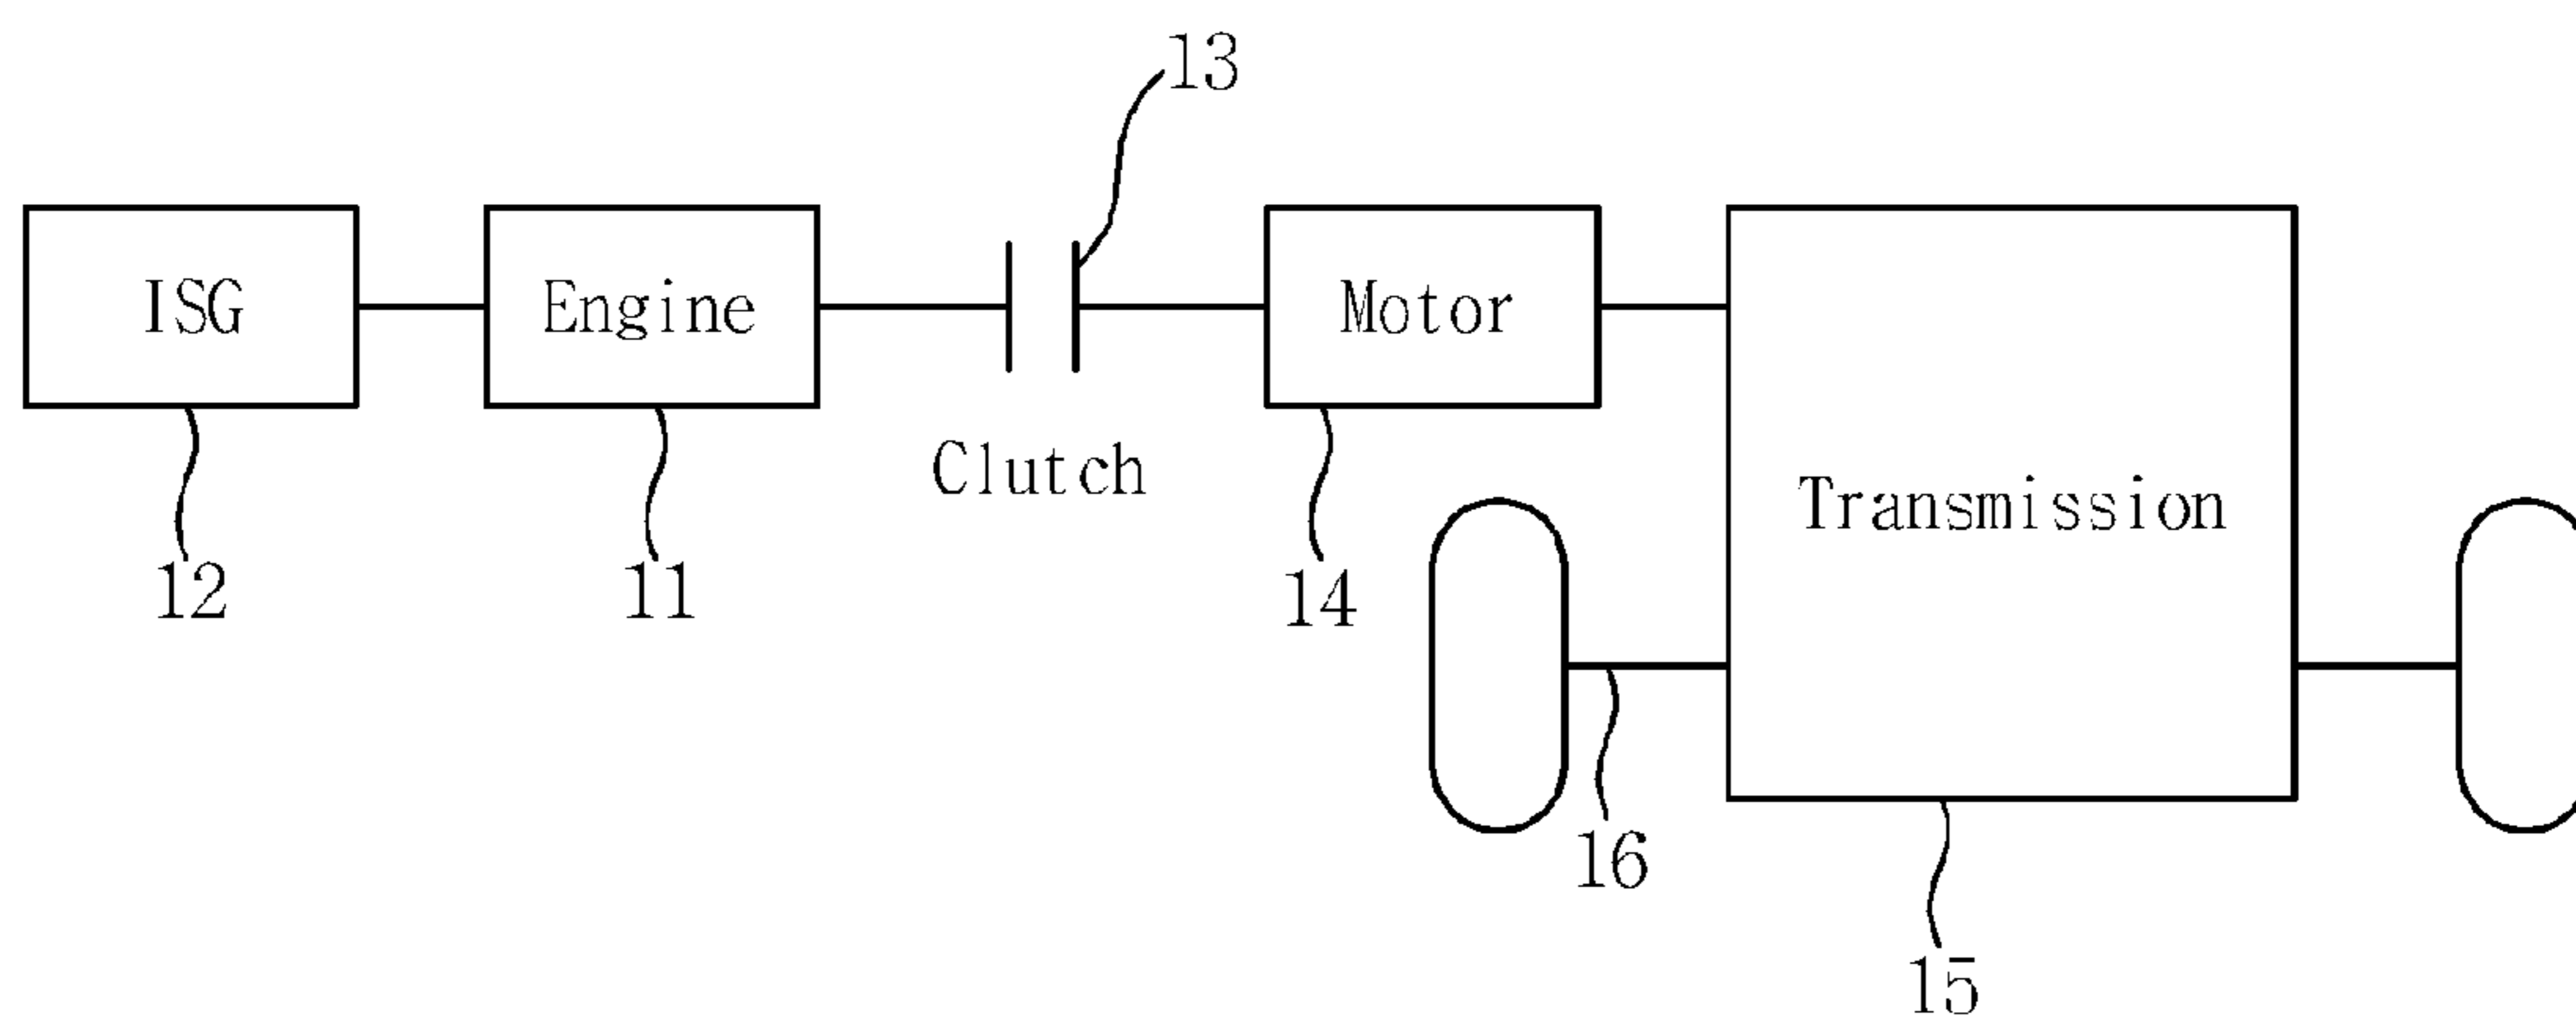 13
ISG
Engine
Motor
Clutch
Transmission
12
11
14
16
15